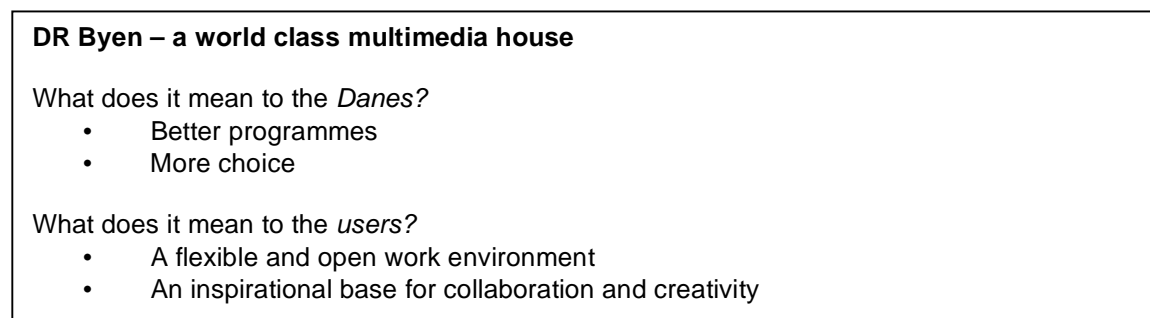 DR Byen – a world class multimedia house
What does it mean to the Danes?
• Better programmes
• More choice
What does it mean to the users?
• A flexible and open work environment
• An inspirational base for collaboration and creativity